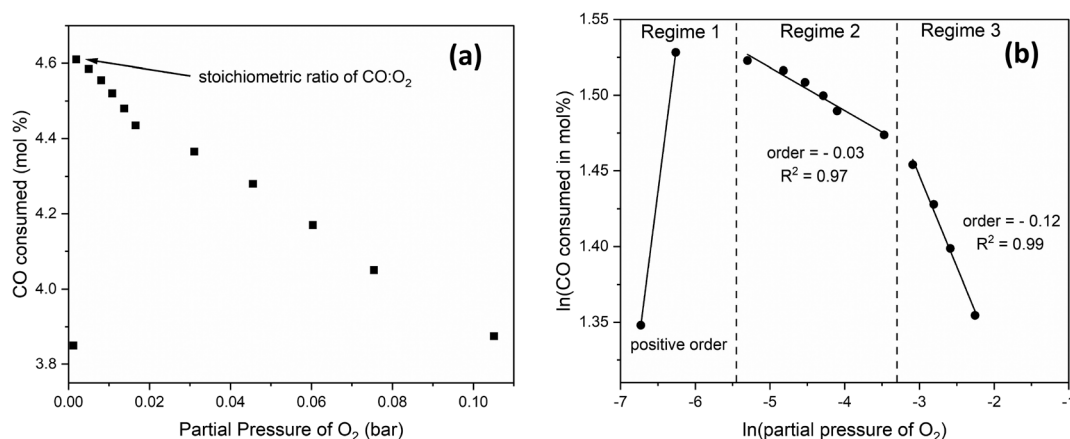 (a)
stoichiometric ratio of CO:O₂
CO consumed (mol %)
4.6
4.4
4.2
4.0
3.8
0.00 0.02 0.04 0.06 0.08 0.10
Partial Pressure of O₂ (bar)
(b)
Regime 1 Regime 2 Regime 3
ln(CO consumed in mol%)
1.55
1.50
1.45
1.40
1.35
order = - 0.03
R² = 0.97
order = - 0.12
R² = 0.99
positive order
-7 -6 -5 -4 -3 -2 -1
ln(partial pressure of O₂)